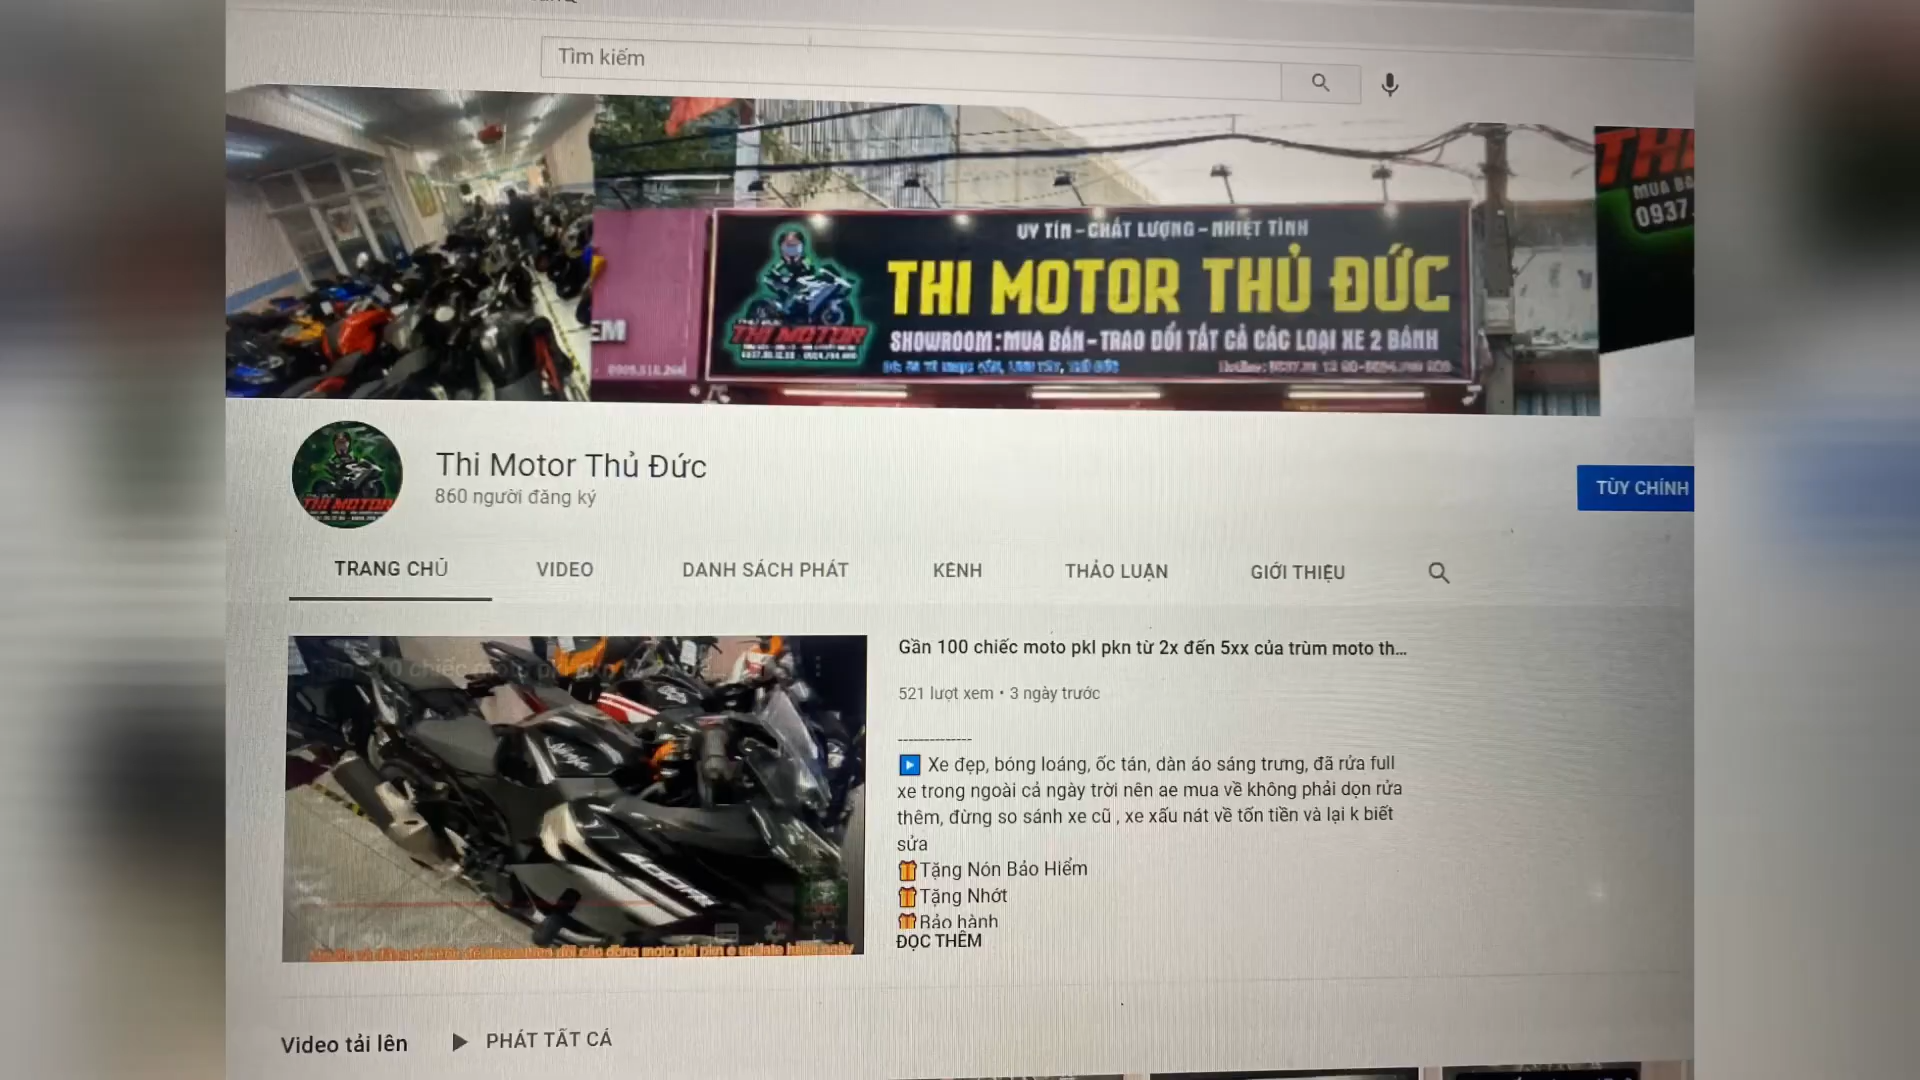 Tìm kiếm
UY TÍN - CHẤT LƯỢNG - NHIỆT TÌNH
THI MOTOR THỦ ĐỨC
SHOWROOM: MUA BÁN - TRAO ĐỔI TẤT CẢ CÁC LOẠI XE 2 BÁNH
THI MOTOR
MUA BÁ
0937.
Thi Motor Thủ Đức
860 người đăng ký
TÙY CHỈNH
TRANG CHỦ
VIDEO
DANH SÁCH PHÁT
KÊNH
THẢO LUẬN
GIỚI THIỆU
Gần 100 chiếc moto pkl pkn từ 2x đến 5xx của trùm moto th...
521 lượt xem • 3 ngày trước
--------------
Xe đẹp, bóng loáng, ốc tán, dàn áo sáng trưng, đã rửa full
xe trong ngoài cả ngày trời nên ae mua về không phải dọn rửa
thêm, đừng so sánh xe cũ , xe xấu nát về tốn tiền và lại k biết
sửa
Tặng Nón Bảo Hiểm
Tặng Nhớt
Bảo hành
ĐỌC THÊM
Ninja
Video tải lên
PHÁT TẤT CẢ